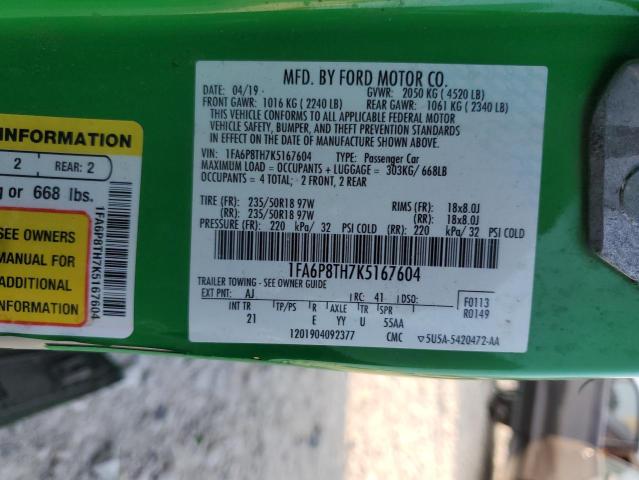 MFD. BY FORD MOTOR CO.
DATE: 04/19 GVWR: 2050 KG ( 4520 LB)
FRONT GAWR: 1016 KG ( 2240 LB) REAR GAWR: 1061 KG ( 2340 LB)
THIS VEHICLE CONFORMS TO ALL APPLICABLE FEDERAL MOTOR
VEHICLE SAFETY, BUMPER, AND THEFT PREVENTION STANDARDS
IN EFFECT ON THE DATE OF MANUFACTURE SHOWN ABOVE.
VIN: 1FA6P8TH7K5167604 TYPE: Passenger Car
MAXIMUM LOAD = OCCUPANTS + LUGGAGE = 303KG/ 668LB
OCCUPANTS = 4 TOTAL; 2 FRONT, 2 REAR
TIRE (FR): 235/50R18 97W RIMS (FR): 18x8.0J
(RR): 235/50R18 97W (RR): 18x8.0J
PRESSURE (FR): 220 kPa/ 32 PSI COLD (RR): 220 kPa/ 32 PSI COLD
1FA6P8TH7K5167604
TRAILER TOWING - SEE OWNER GUIDE
EXT PNT: AJ RC: 41 DSO: F0113
R0149
INT TR TP/PS R AXLE TR SPR
21 E YY U 55AA
1201904092377 CMC 5U5A-5420472-AA
INFORMATION
2 REAR: 2
or 668 lbs.
SEE OWNERS
MANUAL FOR
ADDITIONAL
INFORMATION
1FA6P8TH7K5167604